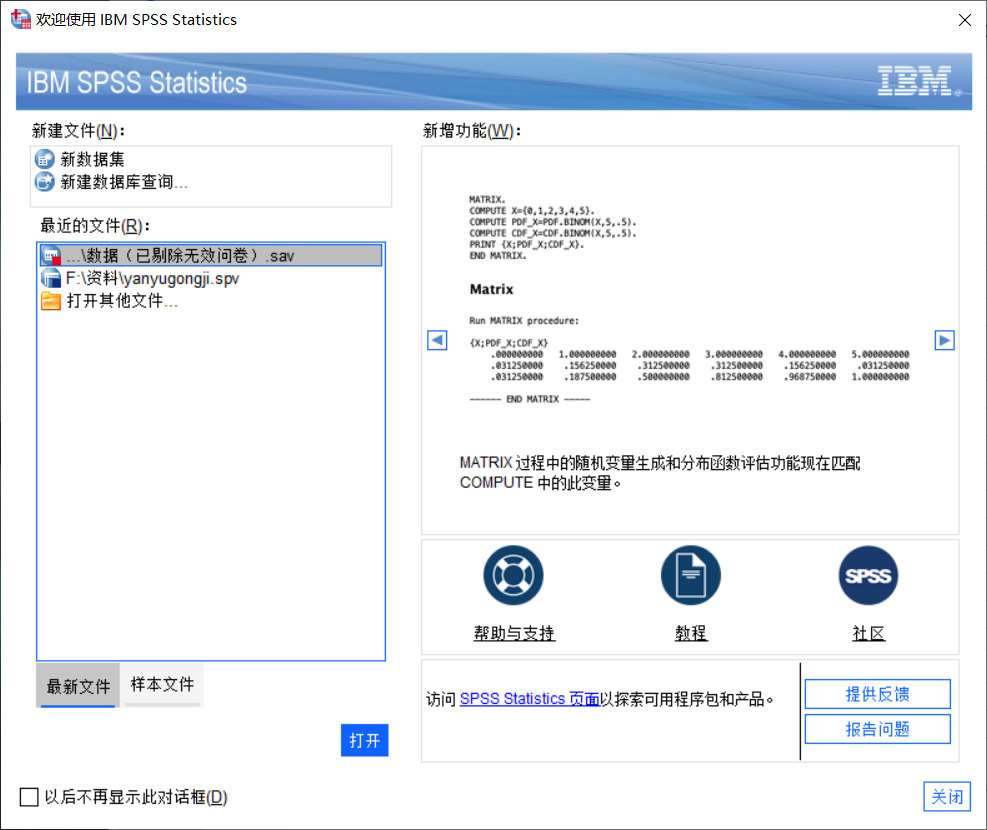 欢迎使用 IBM SPSS Statistics
IBM SPSS Statistics
IBM
新建文件(N)：
新数据集
新建数据库查询...
最近的文件(R)：
...\数据（已剔除无效问卷）.sav
F:\资料\yanyugongji.spv
打开其他文件...
最新文件 样本文件
打开
新增功能(W)：
MATRIX.
COMPUTE X={0,1,2,3,4,5}.
COMPUTE PDF_X=PDF.BINOM(X,5,.5).
COMPUTE CDF_X=CDF.BINOM(X,5,.5).
PRINT {X;PDF_X;CDF_X}.
END MATRIX.
Matrix
Run MATRIX procedure:
{X;PDF_X;CDF_X}
.000000000 1.000000000 2.000000000 3.000000000 4.000000000 5.000000000
.031250000 .156250000 .312500000 .312500000 .156250000 .031250000
.031250000 .187500000 .500000000 .812500000 .968750000 1.000000000
------ END MATRIX -----
MATRIX 过程中的随机变量生成和分布函数评估功能现在匹配
COMPUTE 中的此变量。
SPSS
帮助与支持 教程 社区
访问 SPSS Statistics 页面以探索可用程序包和产品。
提供反馈
报告问题
以后不再显示此对话框(D)
关闭